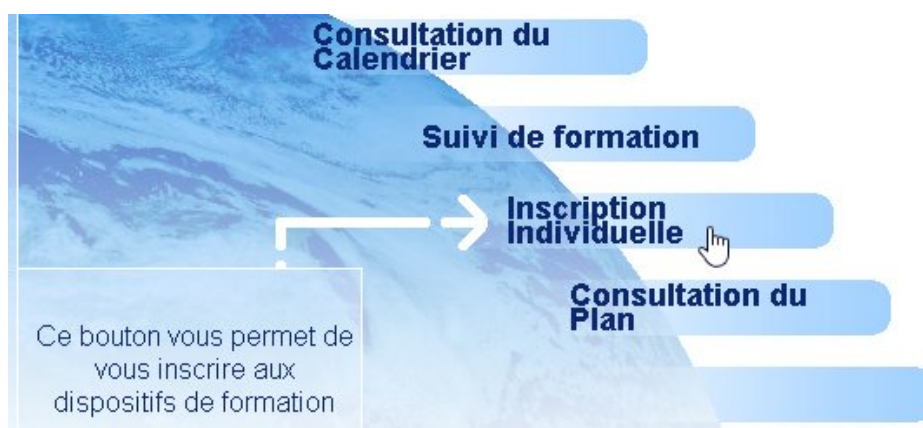 Consultation du
Calendrier
Suivi de formation
Inscription
Individuelle
Consultation du
Plan
Ce bouton vous permet de
vous inscrire aux
dispositifs de formation